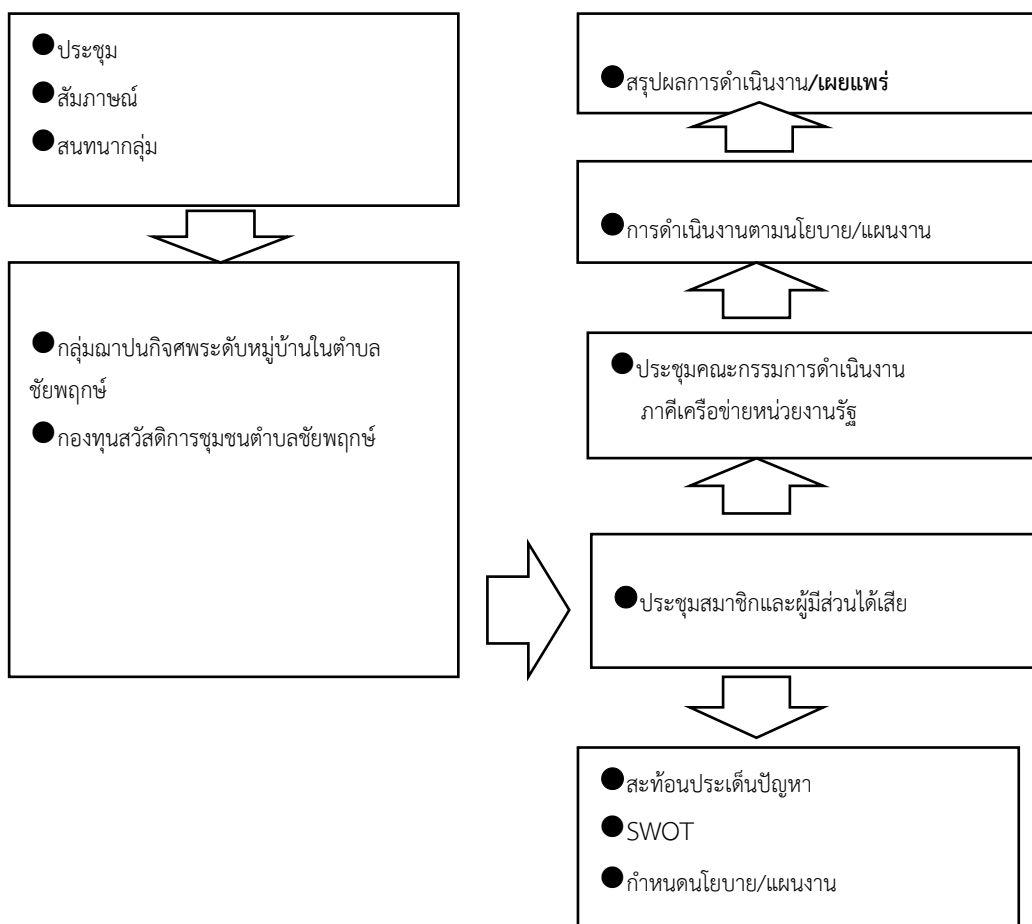 ●ประชุม
●สัมภาษณ์
●สนทนากลุ่ม
●กลุ่มฌาปนกิจศพระดับหมู่บ้านในตำบล
ชัยพฤกษ์
●กองทุนสวัสดิการชุมชนตำบลชัยพฤกษ์
●สรุปผลการดำเนินงาน/เผยแพร่
●การดำเนินงานตามนโยบาย/แผนงาน
●ประชุมคณะกรรมการดำเนินงาน
ภาคีเครือข่ายหน่วยงานรัฐ
●ประชุมสมาชิกและผู้มีส่วนได้เสีย
●สะท้อนประเด็นปัญหา
●SWOT
●กำหนดนโยบาย/แผนงาน